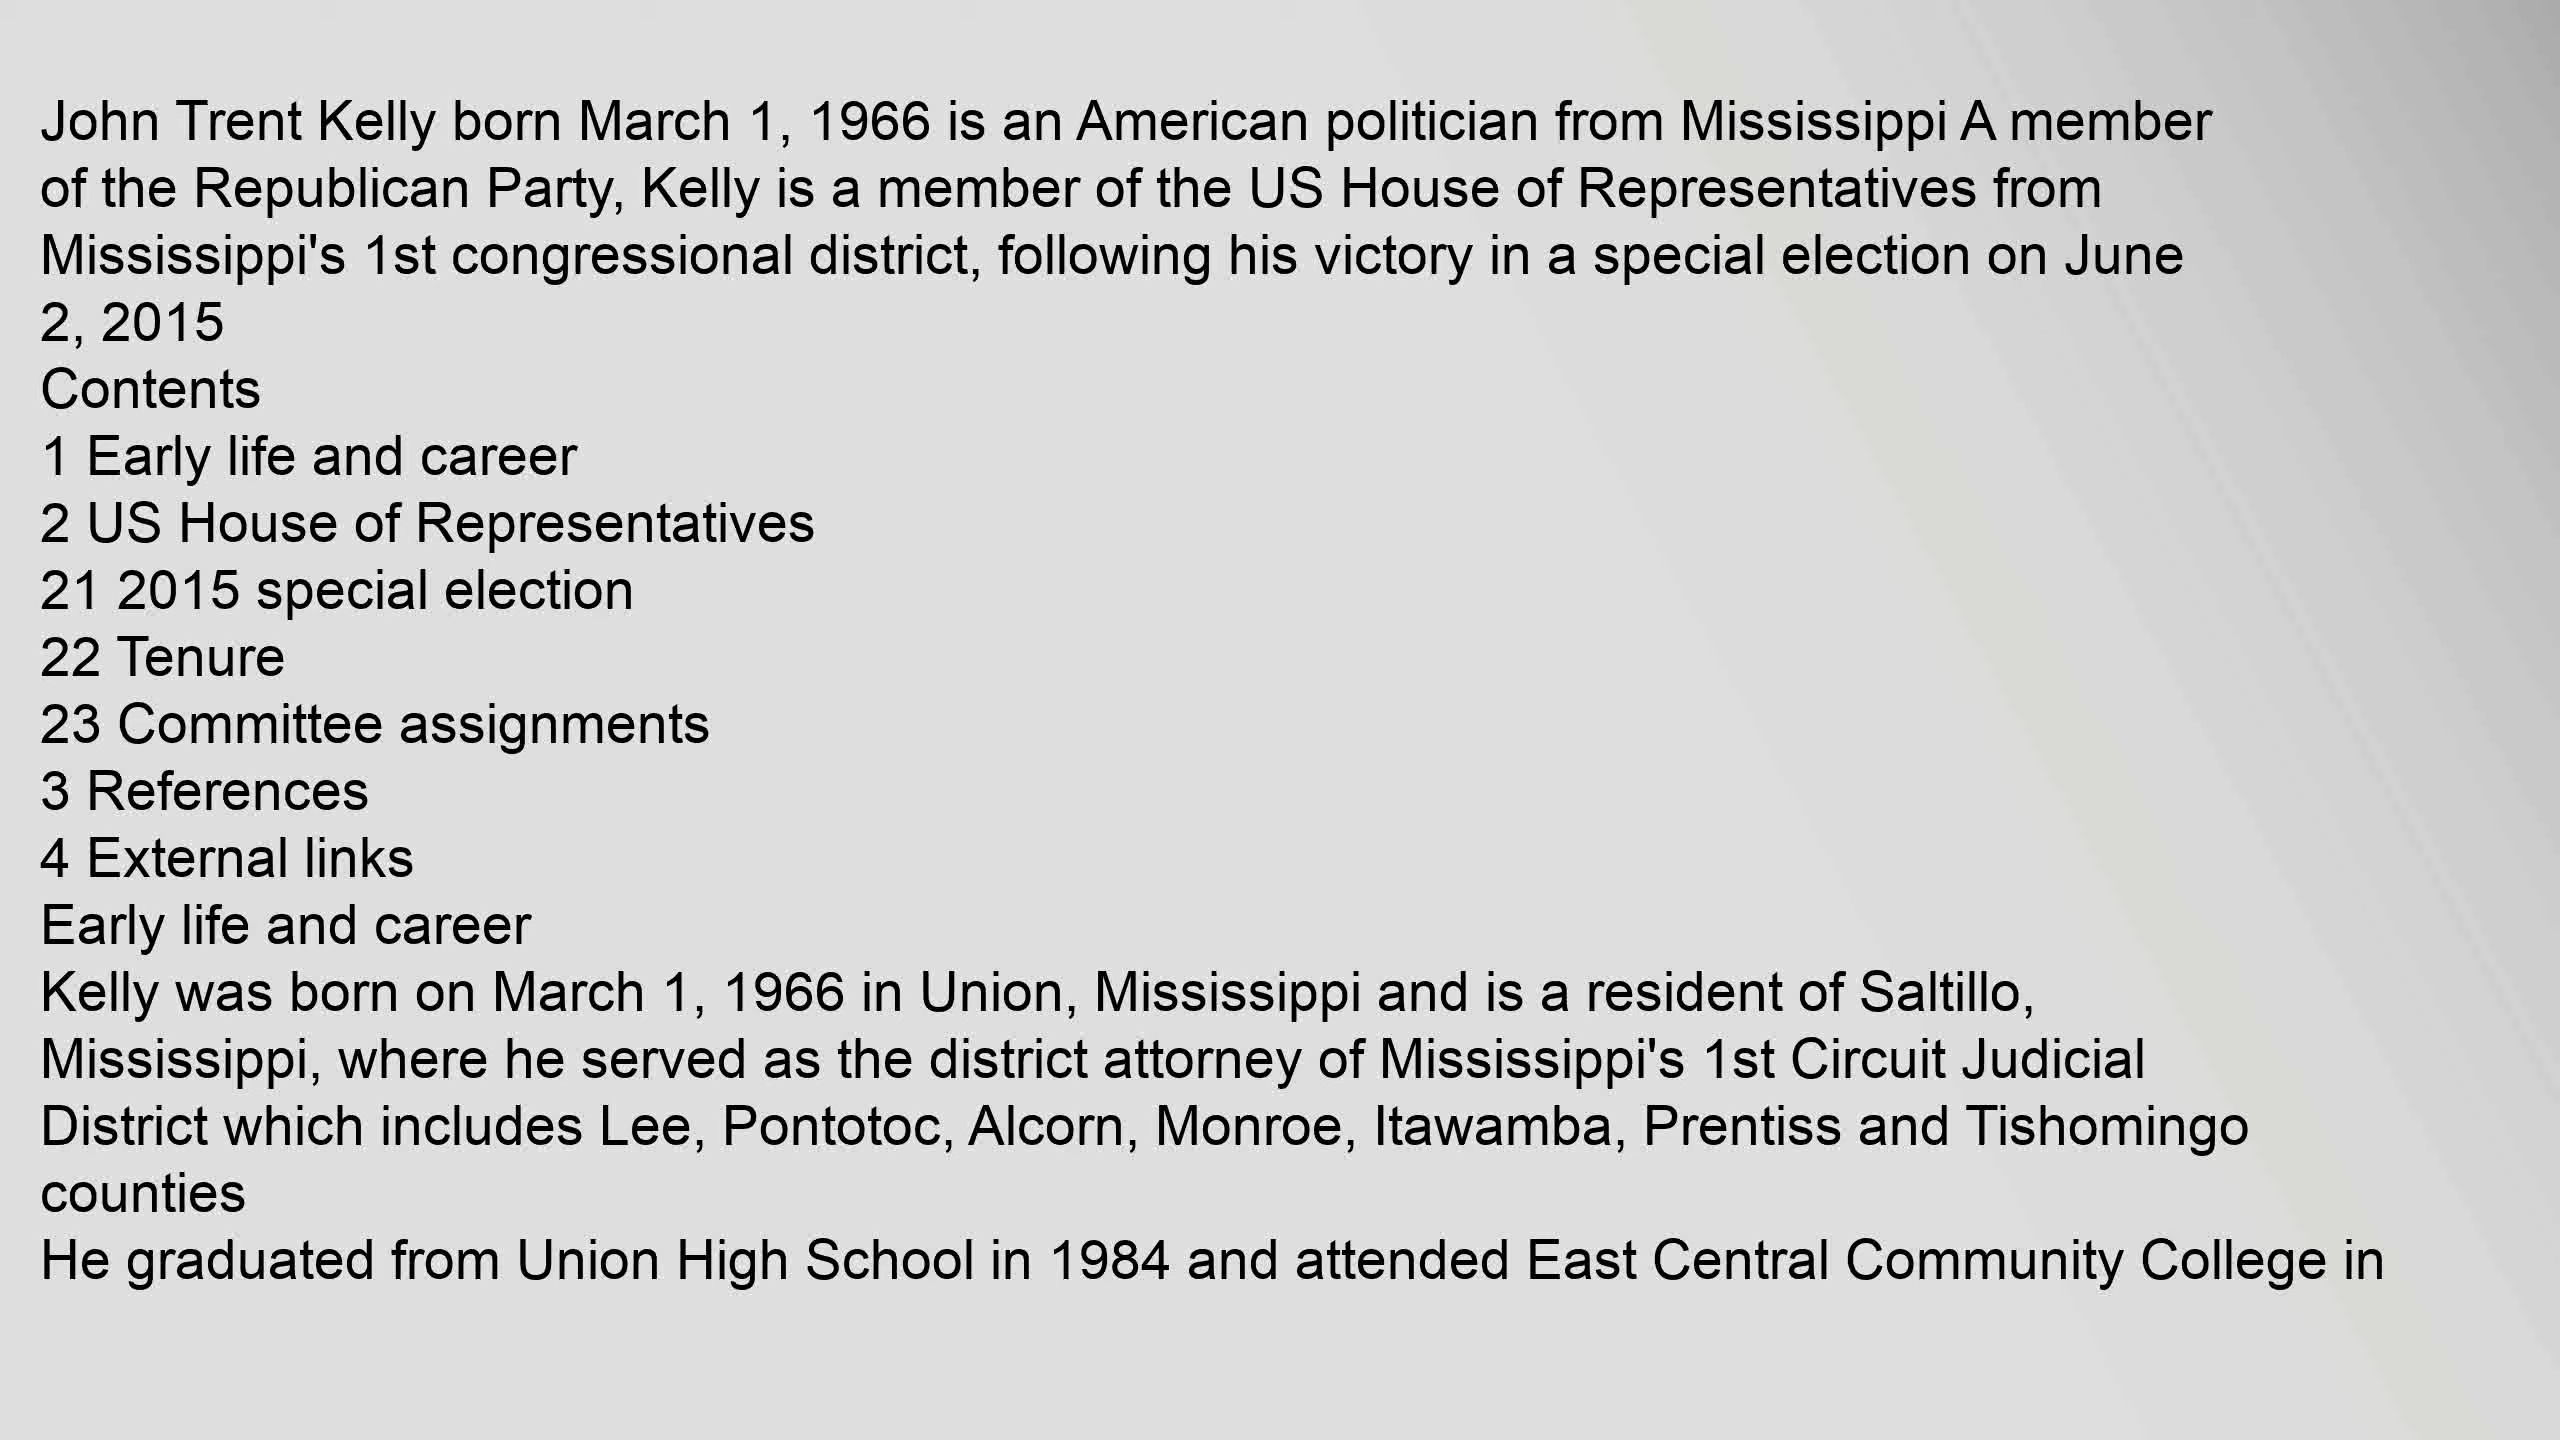 John Trent Kelly born March 1, 1966 is an American politician from Mississippi A member
of the Republican Party, Kelly is a member of the US House of Representatives from
Mississippi's 1st congressional district, following his victory in a special election on June
2, 2015
Contents
1 Early life and career
2 US House of Representatives
21 2015 special election
22 Tenure
23 Committee assignments
3 References
4 External links
Early life and career
Kelly was born on March 1, 1966 in Union, Mississippi and is a resident of Saltillo,
Mississippi, where he served as the district attorney of Mississippi's 1st Circuit Judicial
District which includes Lee, Pontotoc, Alcorn, Monroe, Itawamba, Prentiss and Tishomingo
counties
He graduated from Union High School in 1984 and attended East Central Community College in